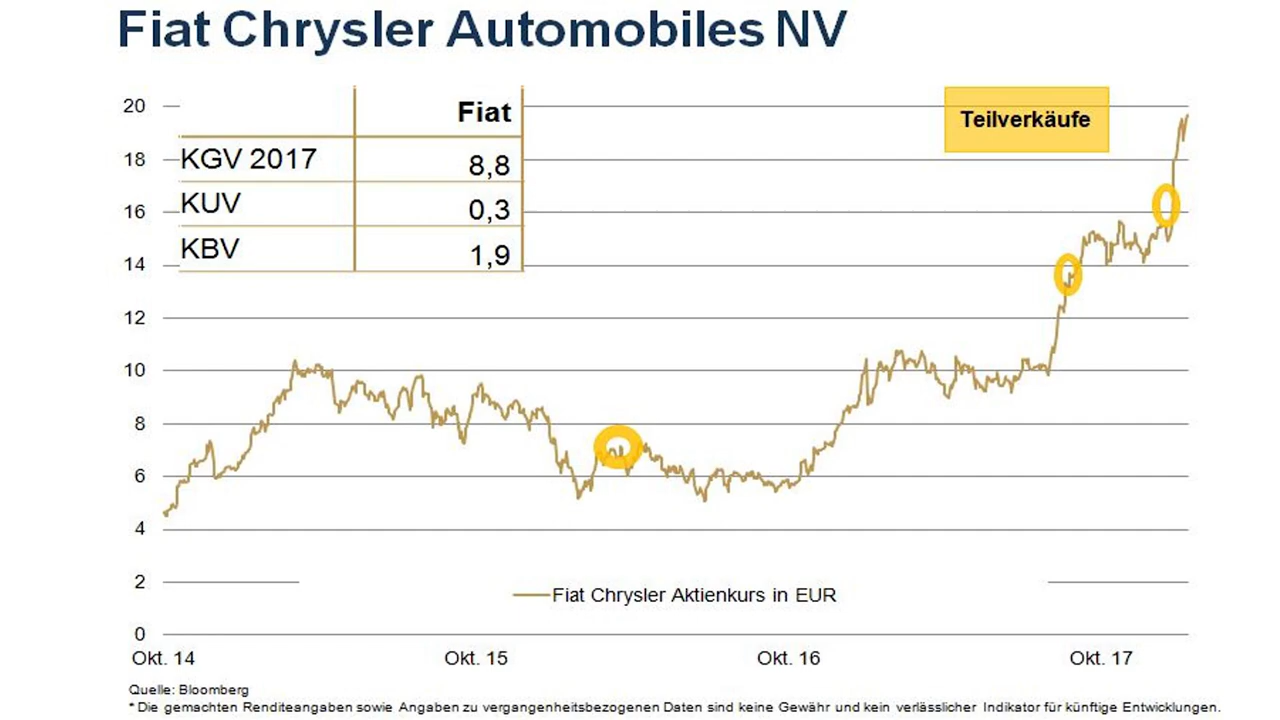 Fiat Chrysler Automobiles NV
Fiat
KGV 2017 8,8
KUV 0,3
KBV 1,9
Teilverkäufe
20
18
16
14
12
10
8
6
4
2
0
Fiat Chrysler Aktienkurs in EUR
Okt. 14 Okt. 15 Okt. 16 Okt. 17
Quelle: Bloomberg
* Die gemachten Renditeangaben sowie Angaben zu vergangenheitsbezogenen Daten sind keine Gewähr und kein verlässlicher Indikator für künftige Entwicklungen.